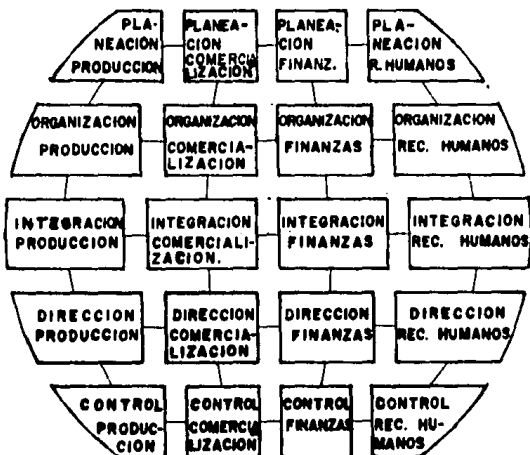 PLA-
NEACIÓN
PRODUCCION
PLANEA-
CION
COMERCIA
LIZACIÓN
PLANEA-
CION
FINANZ.
PLA-
NEACION
R. HUMANOS
ORGANIZACION
PRODUCCION
ORGANIZACION
COMERCIA-
LIZACION
ORGANIZACION
FINANZAS
ORGANIZACION
REC. HUMANOS
INTEGRACION
PRODUCCION
INTEGRACION
COMERCIALI-
ZACION.
INTEGRACION
FINANZAS
INTEGRACION
REC. HUMANOS
DIRECCION
PRODUCCION
DIRECCION
COMERCIA-
LIZACION
DIRECCION
FINANZAS
DIRECCION
REC. HUMANOS
CONTROL
PRODUC-
CION
CONTROL
COMERCIA
LIZACION
CONTROL
FINANZAS
CONTROL
REC. HU-
MANOS